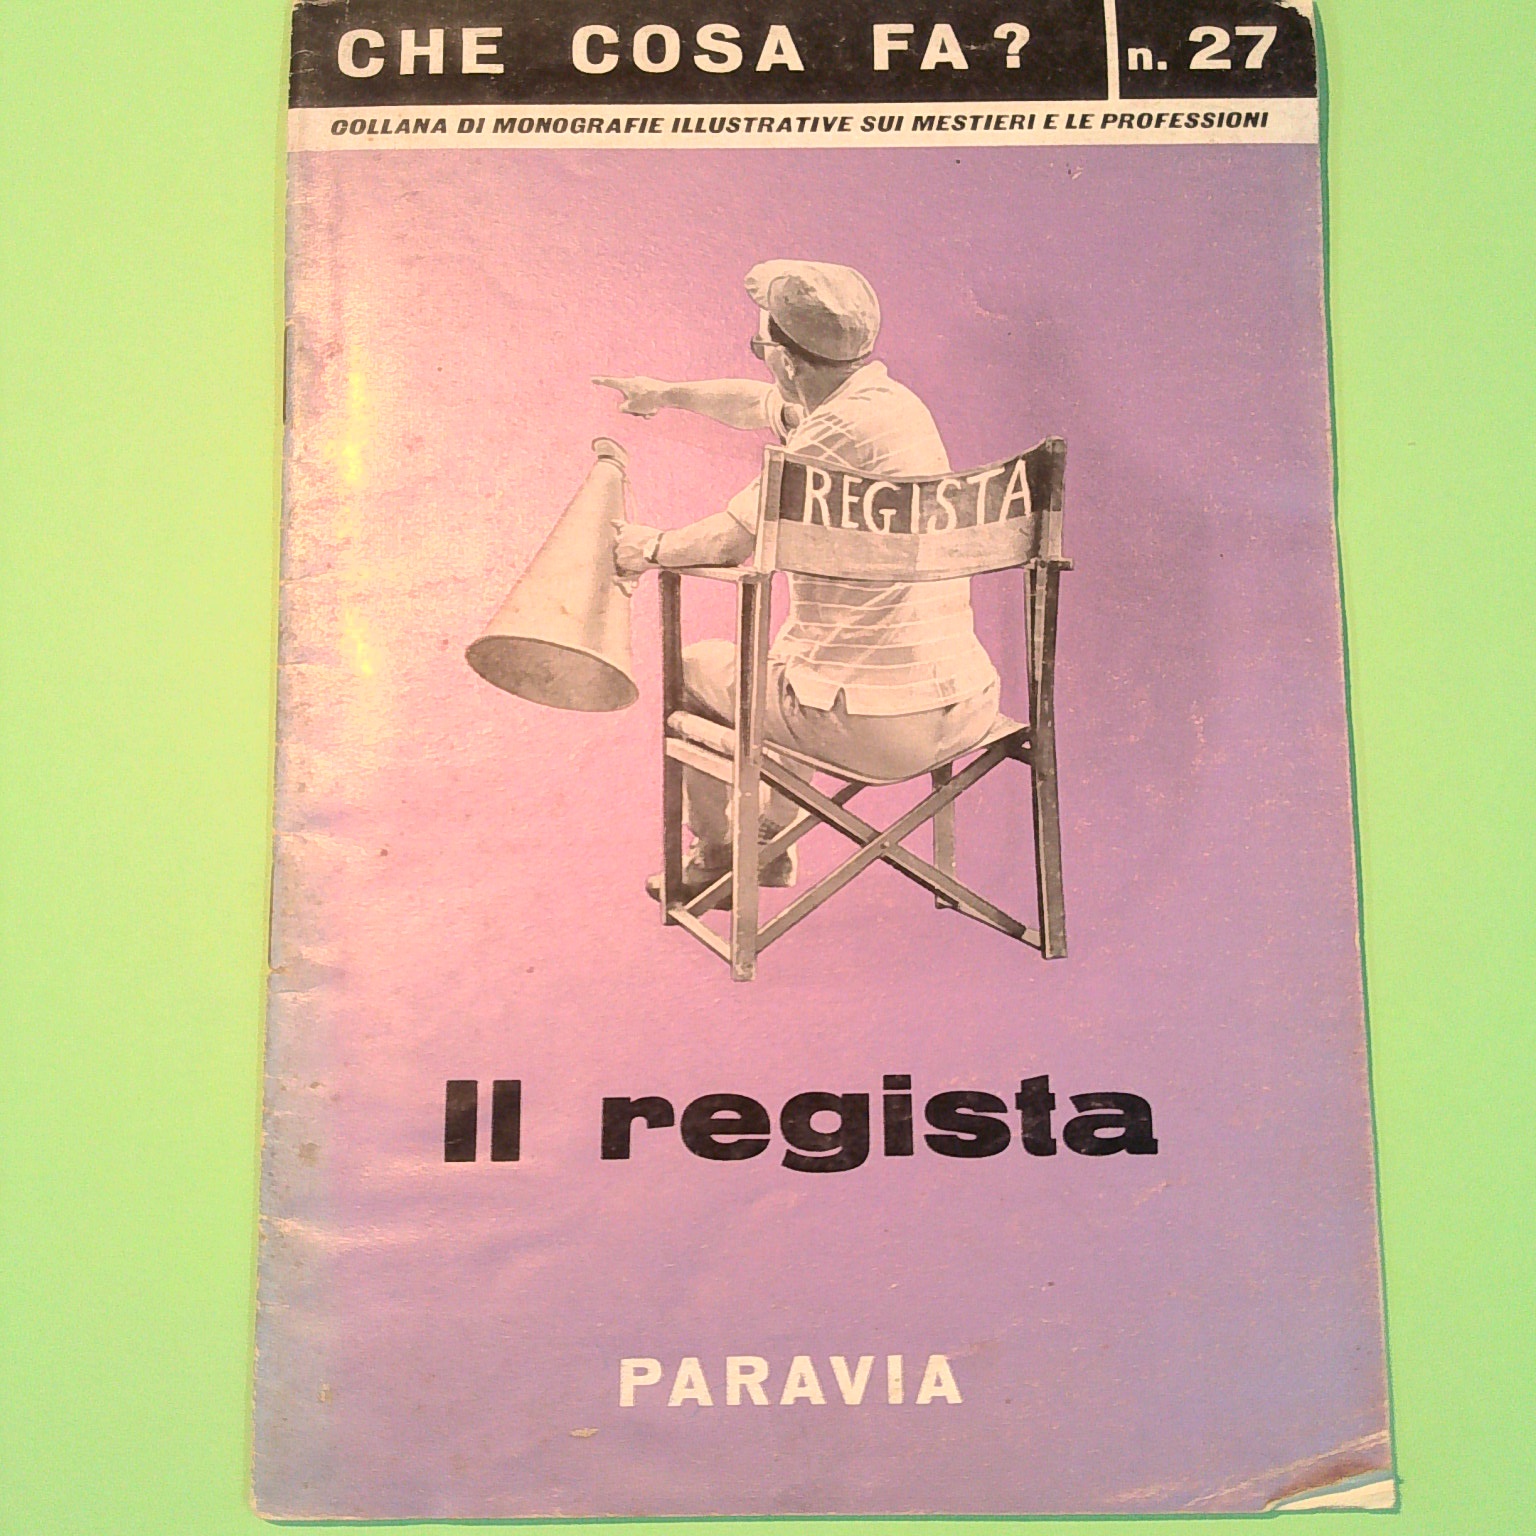 CHE COSA FA?
n. 27
COLLANA DI MONOGRAFIE ILLUSTRATIVE SUI MESTIERI E LE PROFESSIONI
REGISTA
Il regista
PARAVIA